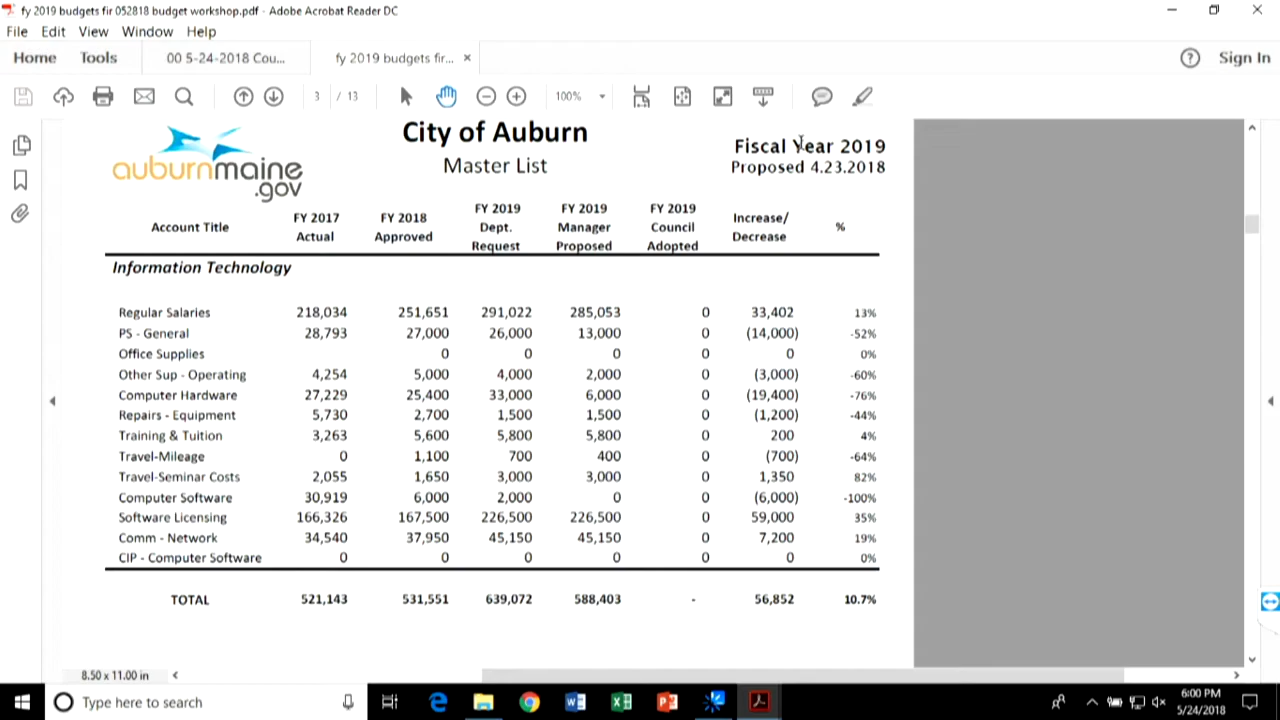 fy 2019 budgets fir 052818 budget workshop.pdf - Adobe Acrobat Reader DC
File Edit View Window Help
Home Tools 00 5-24-2018 Cou... fy 2019 budgets fir... × Sign In
3 / 13 100%
auburnmaine
.gov
City of Auburn
Master List
Fiscal Year 2019
Proposed 4.23.2018
Account Title FY 2017 Actual FY 2018 Approved FY 2019 Dept. Request FY 2019 Manager Proposed FY 2019 Council Adopted Increase/ Decrease %
Information Technology
Regular Salaries 218,034 251,651 291,022 285,053 0 33,402 13%
PS - General 28,793 27,000 26,000 13,000 0 (14,000) -52%
Office Supplies 0 0 0 0 0 0%
Other Sup - Operating 4,254 5,000 4,000 2,000 0 (3,000) -60%
Computer Hardware 27,229 25,400 33,000 6,000 0 (19,400) -76%
Repairs - Equipment 5,730 2,700 1,500 1,500 0 (1,200) -44%
Training & Tuition 3,263 5,600 5,800 5,800 0 200 4%
Travel-Mileage 0 1,100 700 400 0 (700) -64%
Travel-Seminar Costs 2,055 1,650 3,000 3,000 0 1,350 82%
Computer Software 30,919 6,000 2,000 0 0 (6,000) -100%
Software Licensing 166,326 167,500 226,500 226,500 0 59,000 35%
Comm - Network 34,540 37,950 45,150 45,150 0 7,200 19%
CIP - Computer Software 0 0 0 0 0 0 0%
TOTAL 521,143 531,551 639,072 588,403 - 56,852 10.7%
8.50 x 11.00 in
Type here to search
6:00 PM
5/24/2018